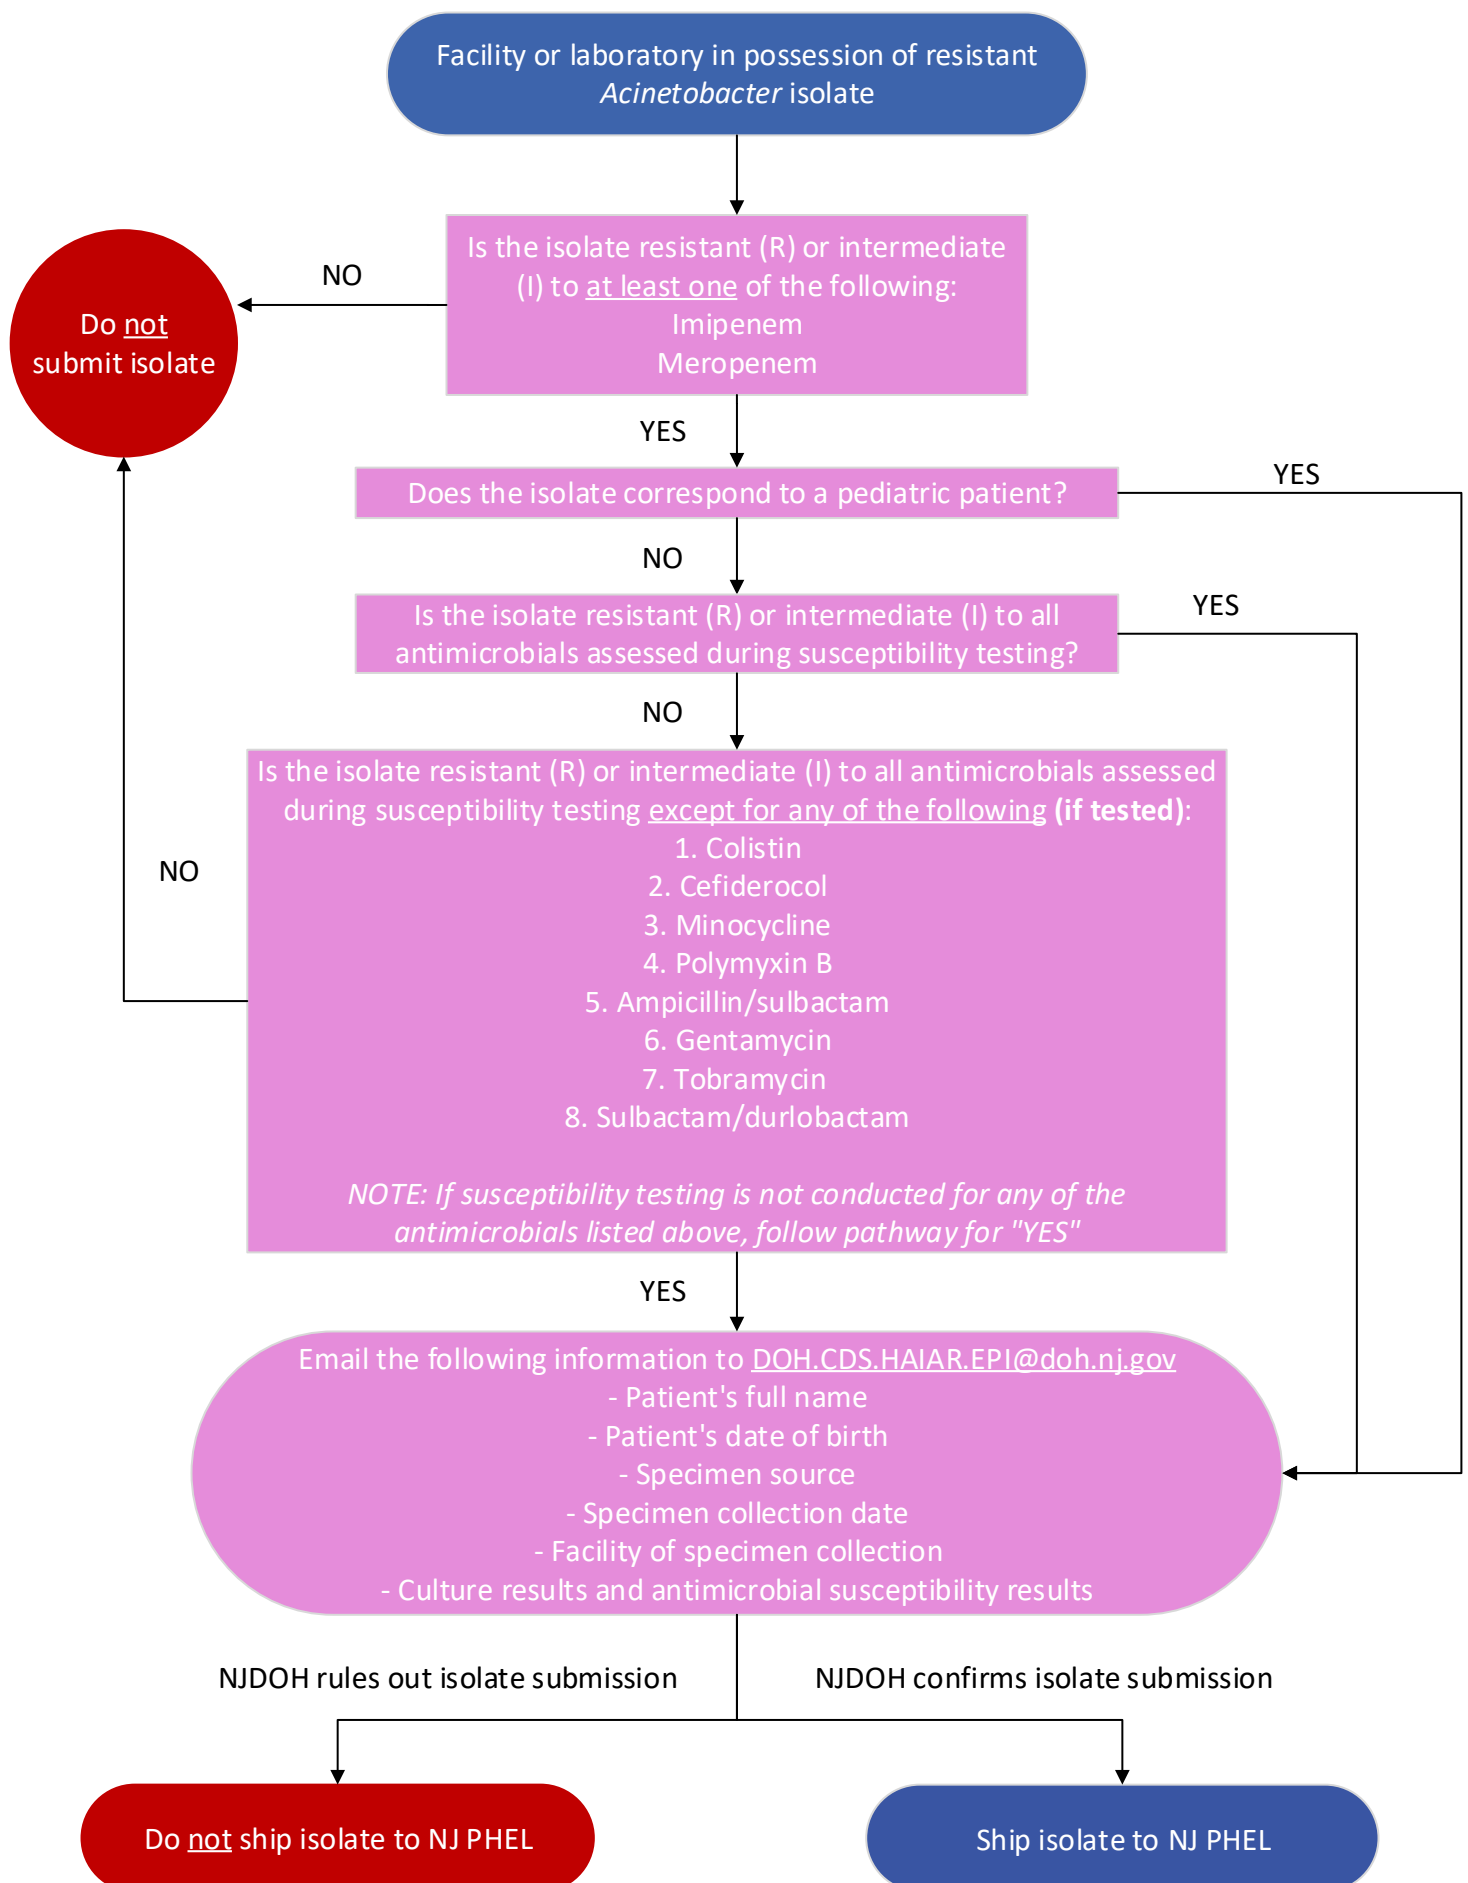 Facility or laboratory in possession of resistant
Acinetobacter isolate
Is the isolate resistant (R) or intermediate
(I) to at least one of the following:
Imipenem
Meropenem
NO
Do not
submit isolate
YES
Does the isolate correspond to a pediatric patient?
YES
NO
Is the isolate resistant (R) or intermediate (I) to all
antimicrobials assessed during susceptibility testing?
YES
NO
Is the isolate resistant (R) or intermediate (I) to all antimicrobials assessed
during susceptibility testing except for any of the following (if tested):
1. Colistin
2. Cefiderocol
3. Minocycline
4. Polymyxin B
5. Ampicillin/sulbactam
6. Gentamycin
7. Tobramycin
8. Sulbactam/durlobactam
NOTE: If susceptibility testing is not conducted for any of the
antimicrobials listed above, follow pathway for "YES"
NO
YES
Email the following information to DOH.CDS.HAIAR.EPI@doh.nj.gov
- Patient's full name
- Patient's date of birth
- Specimen source
- Specimen collection date
- Facility of specimen collection
- Culture results and antimicrobial susceptibility results
NJDOH rules out isolate submission
NJDOH confirms isolate submission
Do not ship isolate to NJ PHEL
Ship isolate to NJ PHEL